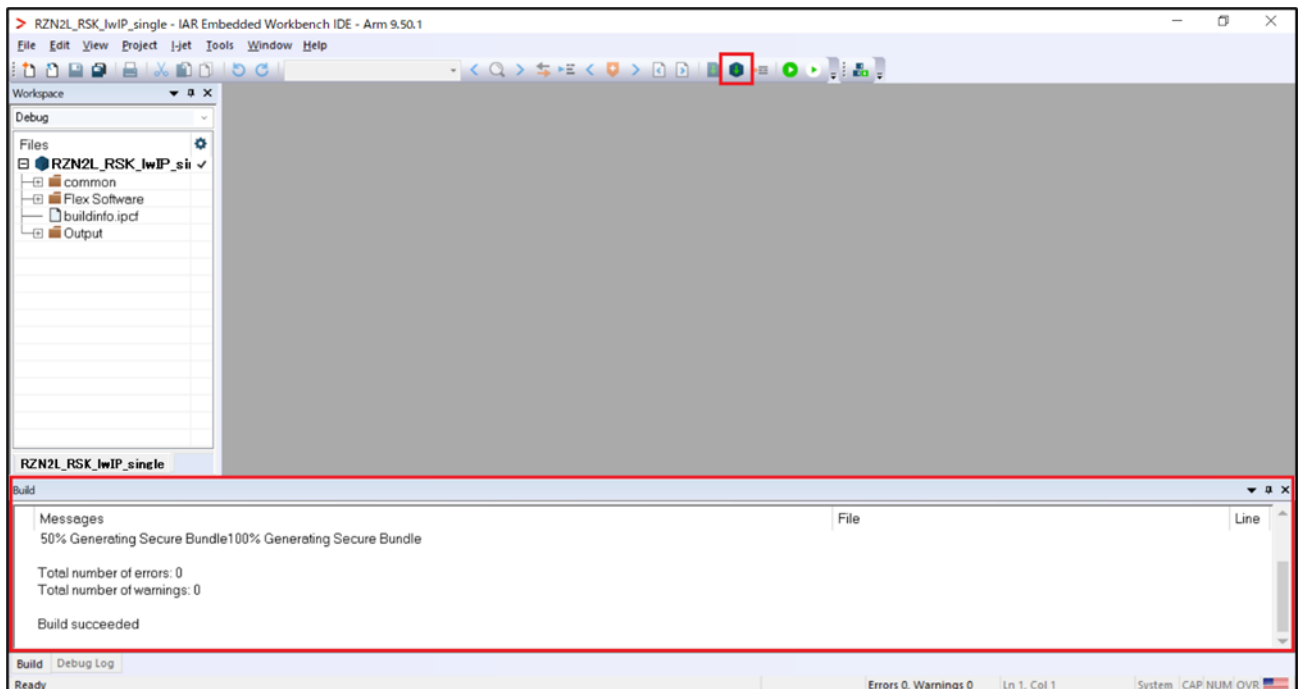 RZN2L_RSK_lwIP_single - IAR Embedded Workbench IDE - Arm 9.50.1
File Edit View Project I-jet Tools Window Help
Workspace
Debug
Files
RZN2L_RSK_lwIP_sin
common
Flex Software
buildinfo.ipcf
Output
RZN2L_RSK_lwIP_single
Build
Messages File Line
50% Generating Secure Bundle100% Generating Secure Bundle
Total number of errors: 0
Total number of warnings: 0
Build succeeded
Build Debug Log
Ready Errors 0, Warnings 0 Ln 1, Col 1 System CAP NUM OVR